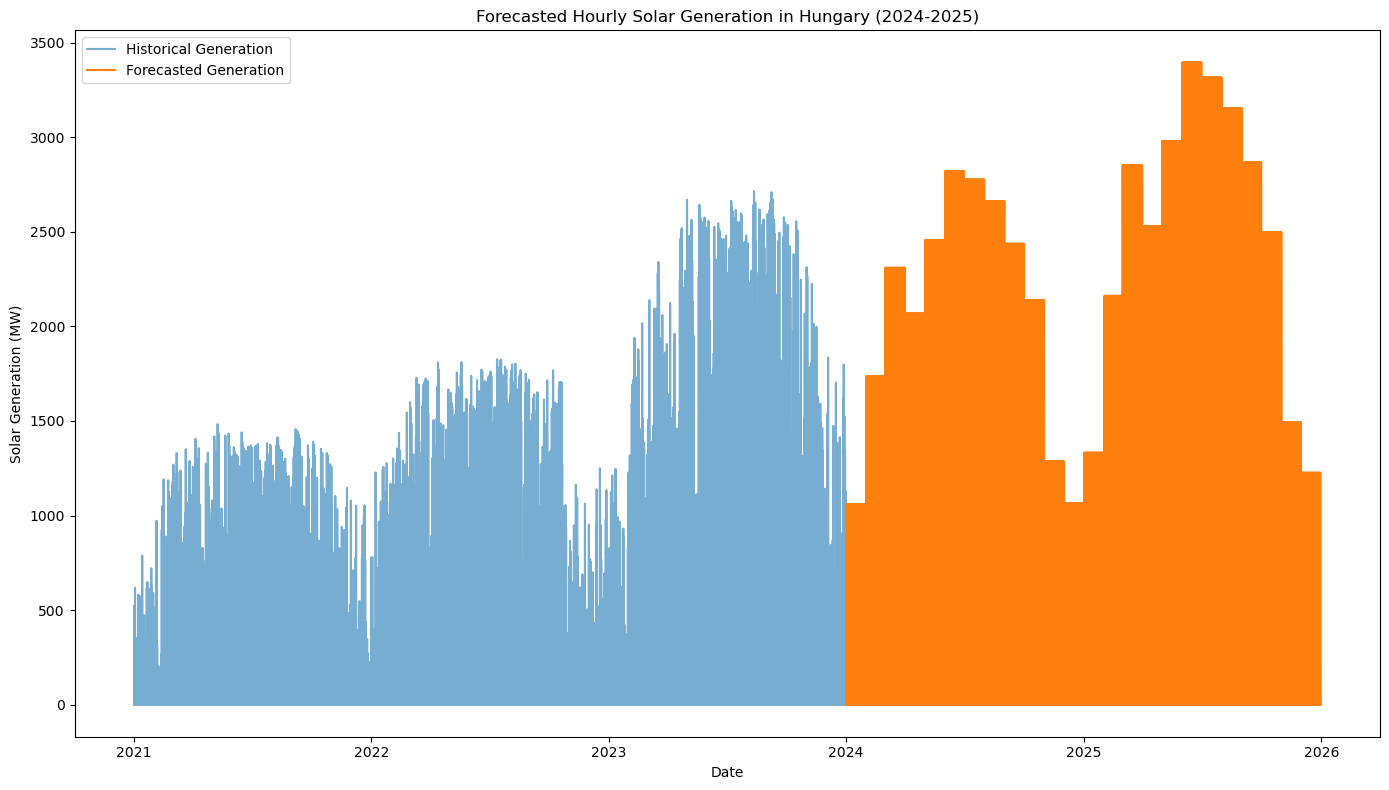 Forecasted Hourly Solar Generation in Hungary (2024-2025)
Historical Generation
Forecasted Generation
3500
3000
2500
2000
1500
1000
500
0
Solar Generation (MW)
2021 2022 2023 2024 2025 2026
Date